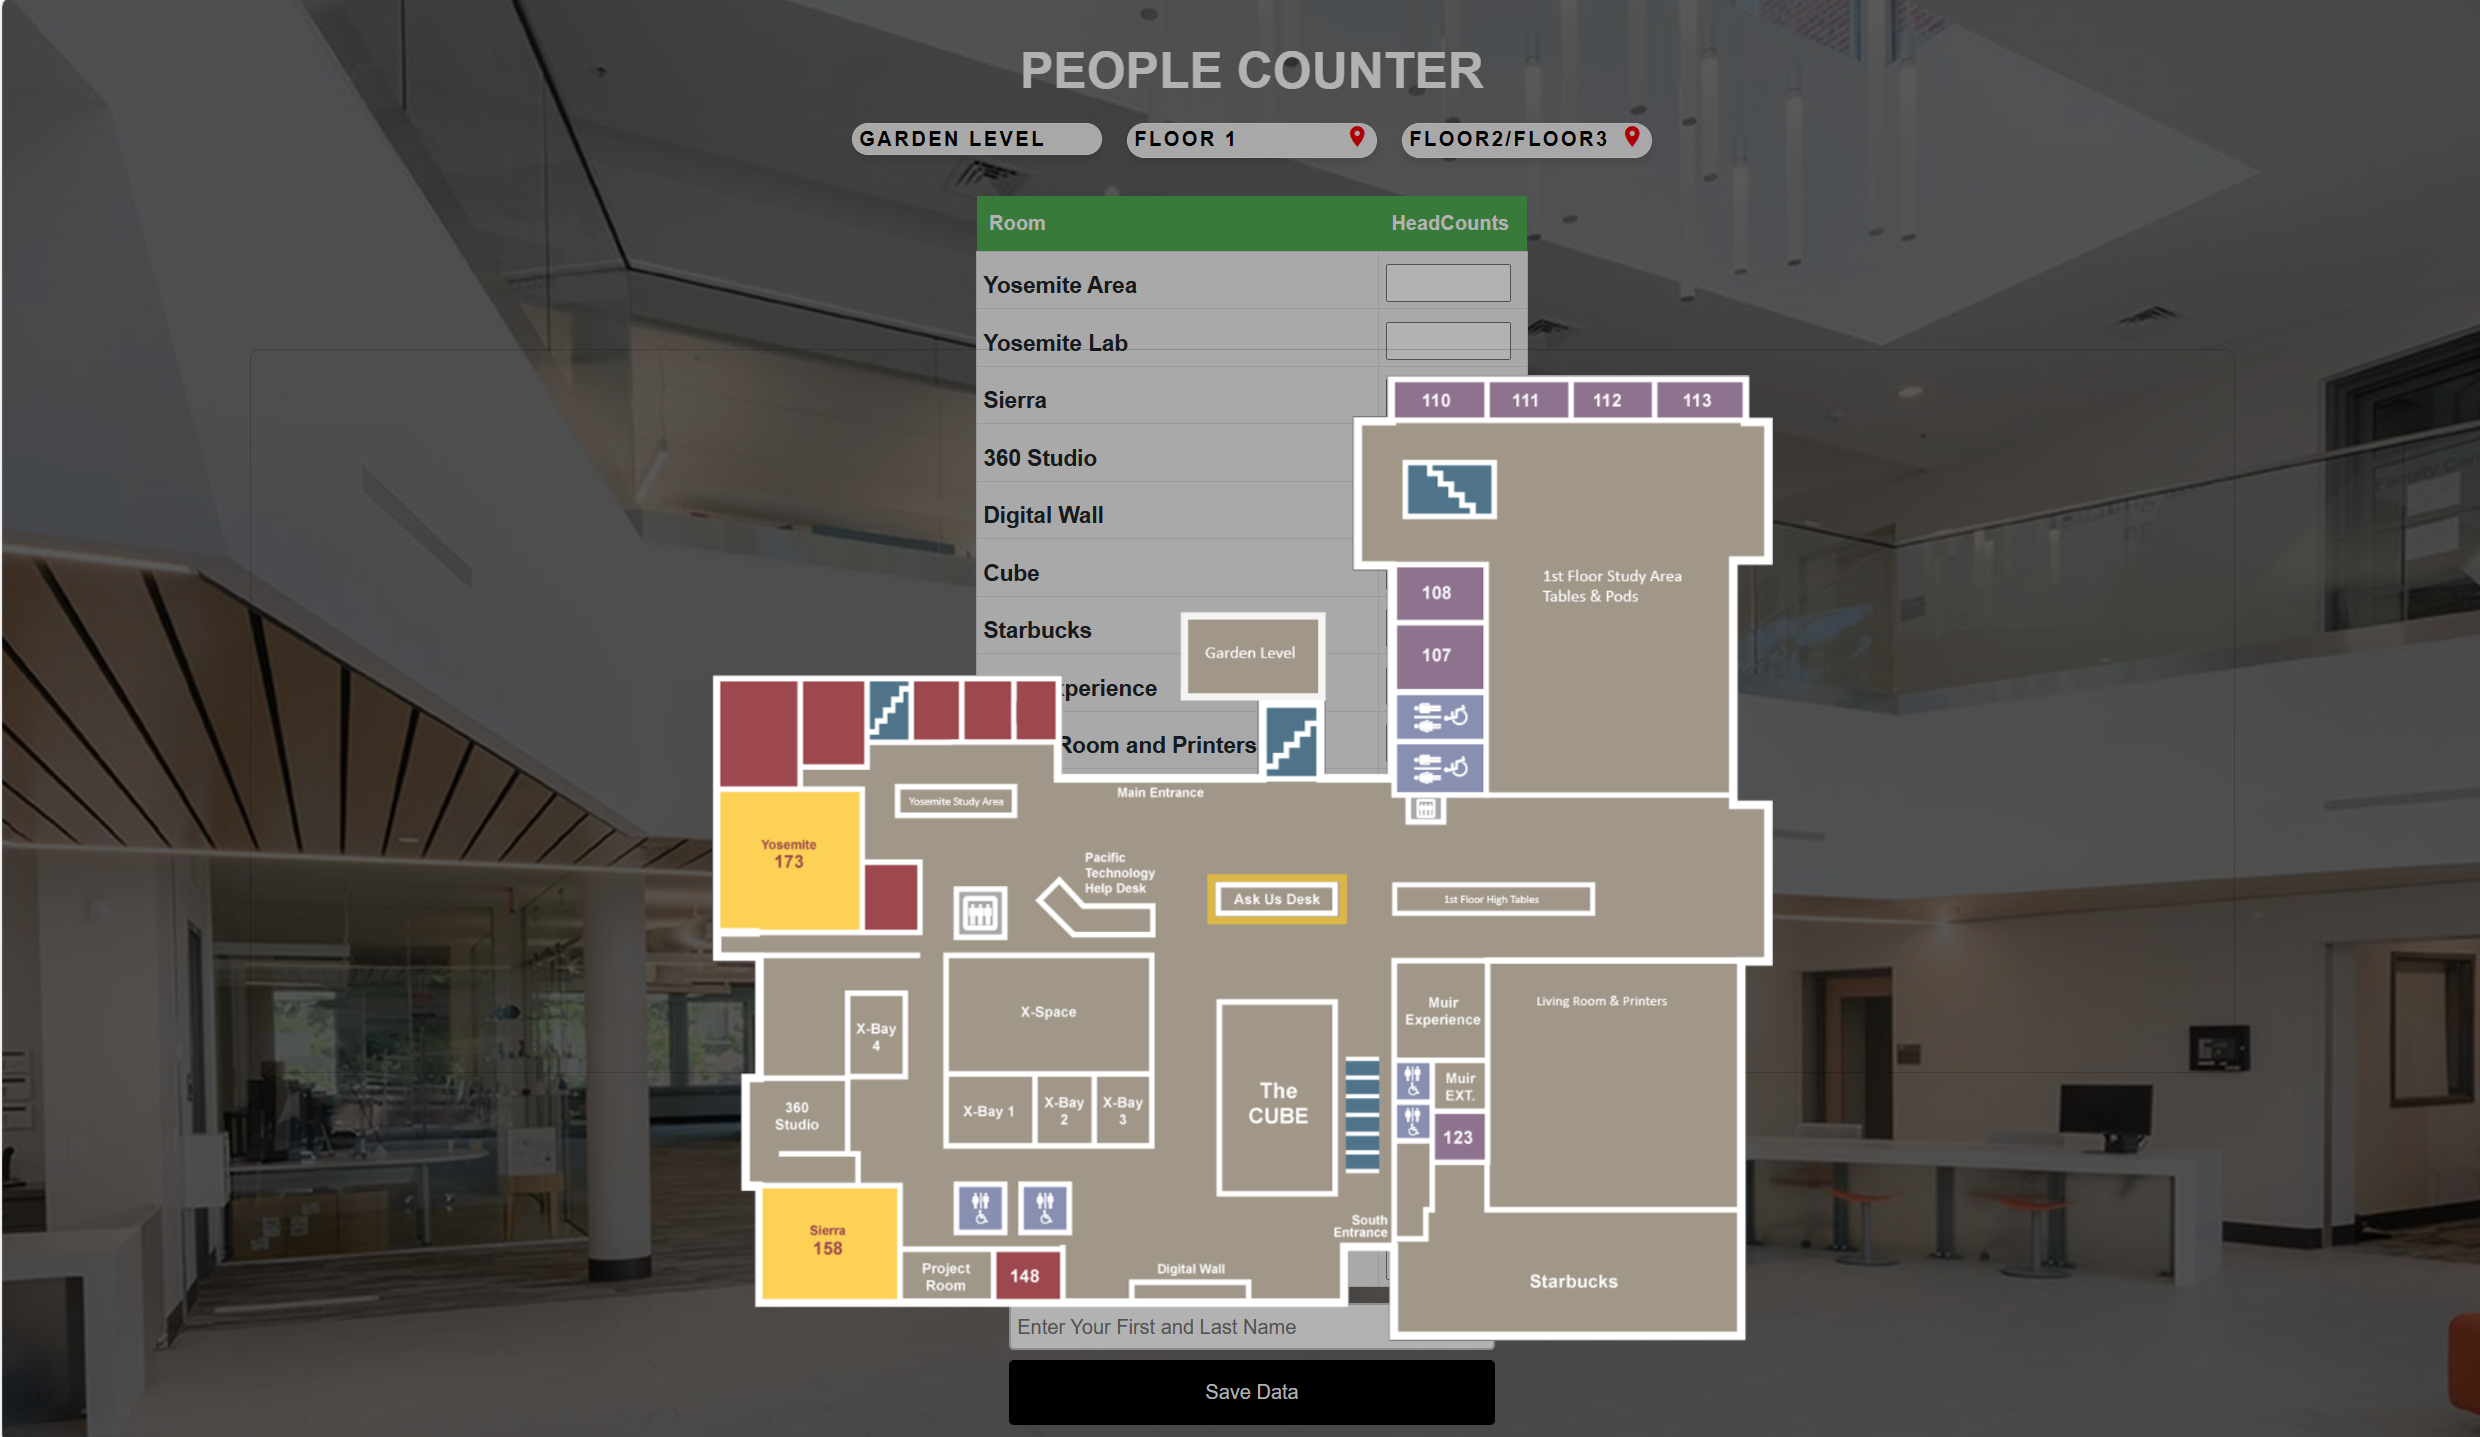 PEOPLE COUNTER
GARDEN LEVEL
FLOOR 1
FLOOR2/FLOOR3
Room HeadCounts
Yosemite Area
Yosemite Lab
Sierra
360 Studio
Digital Wall
Cube
Starbucks
xperience
Room and Printers
110 111 112 113
1st Floor Study Area
Tables & Pods
108
107
Garden Level
Main Entrance
Yosemite Study Area
Yosemite
173
Pacific
Technology
Help Desk
Ask Us Desk
1st Floor High Tables
X-Space
X-Bay
4
Muir
Experience
Living Room & Printers
360
Studio
X-Bay 1
X-Bay
2
X-Bay
3
The
CUBE
Muir
EXT.
123
Sierra
158
South
Entrance
Project
Room
148
Digital Wall
Starbucks
Enter Your First and Last Name
Save Data